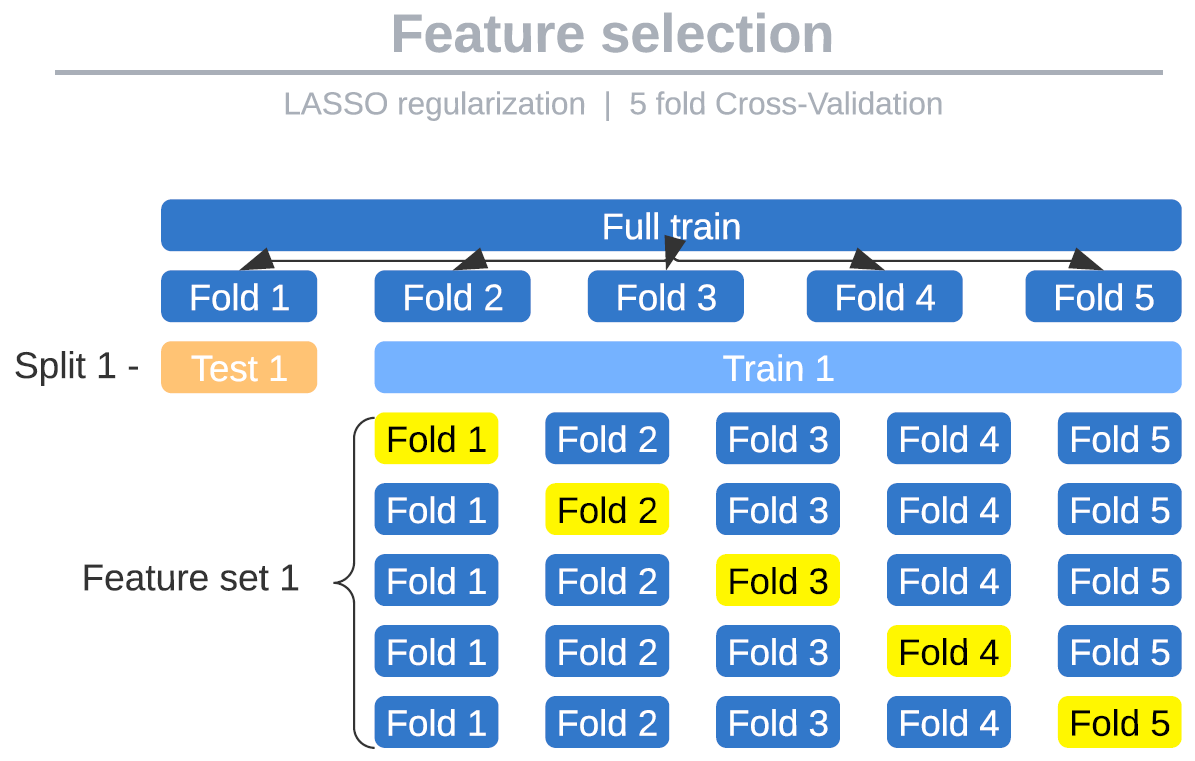 Feature selection
LASSO regularization | 5 fold Cross-Validation
Full train
Fold 1 Fold 2 Fold 3 Fold 4 Fold 5
Split 1 - Test 1 Train 1
Fold 1 Fold 2 Fold 3 Fold 4 Fold 5
Fold 1 Fold 2 Fold 3 Fold 4 Fold 5
Feature set 1 Fold 1 Fold 2 Fold 3 Fold 4 Fold 5
Fold 1 Fold 2 Fold 3 Fold 4 Fold 5
Fold 1 Fold 2 Fold 3 Fold 4 Fold 5